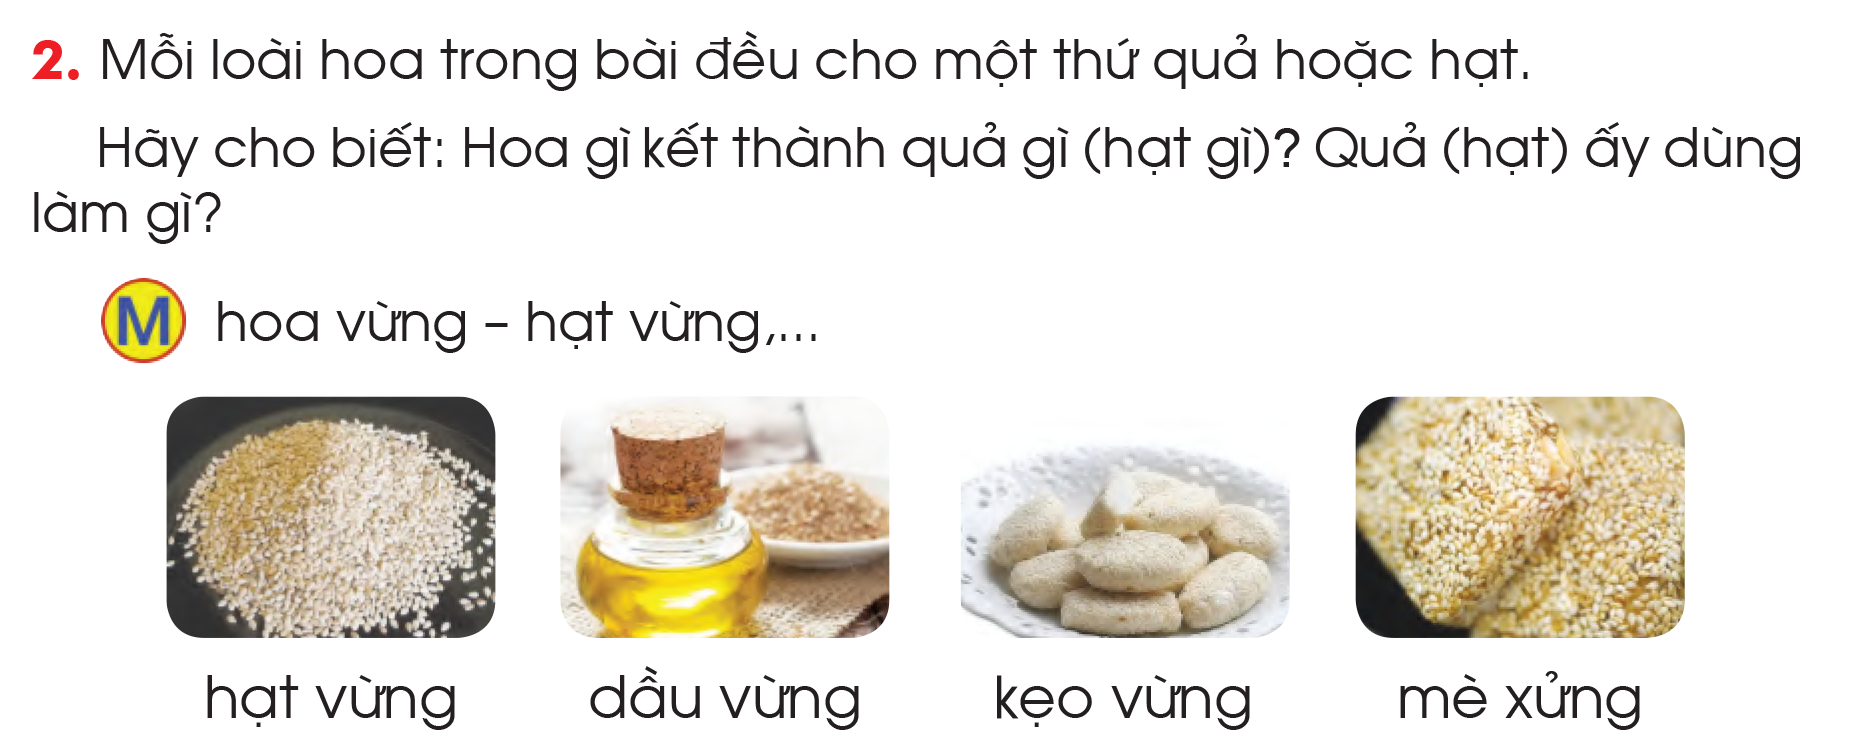 2. Mỗi loài hoa trong bài đều cho một thứ quả hoặc hạt.
Hãy cho biết: Hoa gì kết thành quả gì (hạt gì)? Quả (hạt) ấy dùng
làm gì?
M hoa vừng – hạt vừng,...
hạt vừng dầu vừng kẹo vừng mè xửng